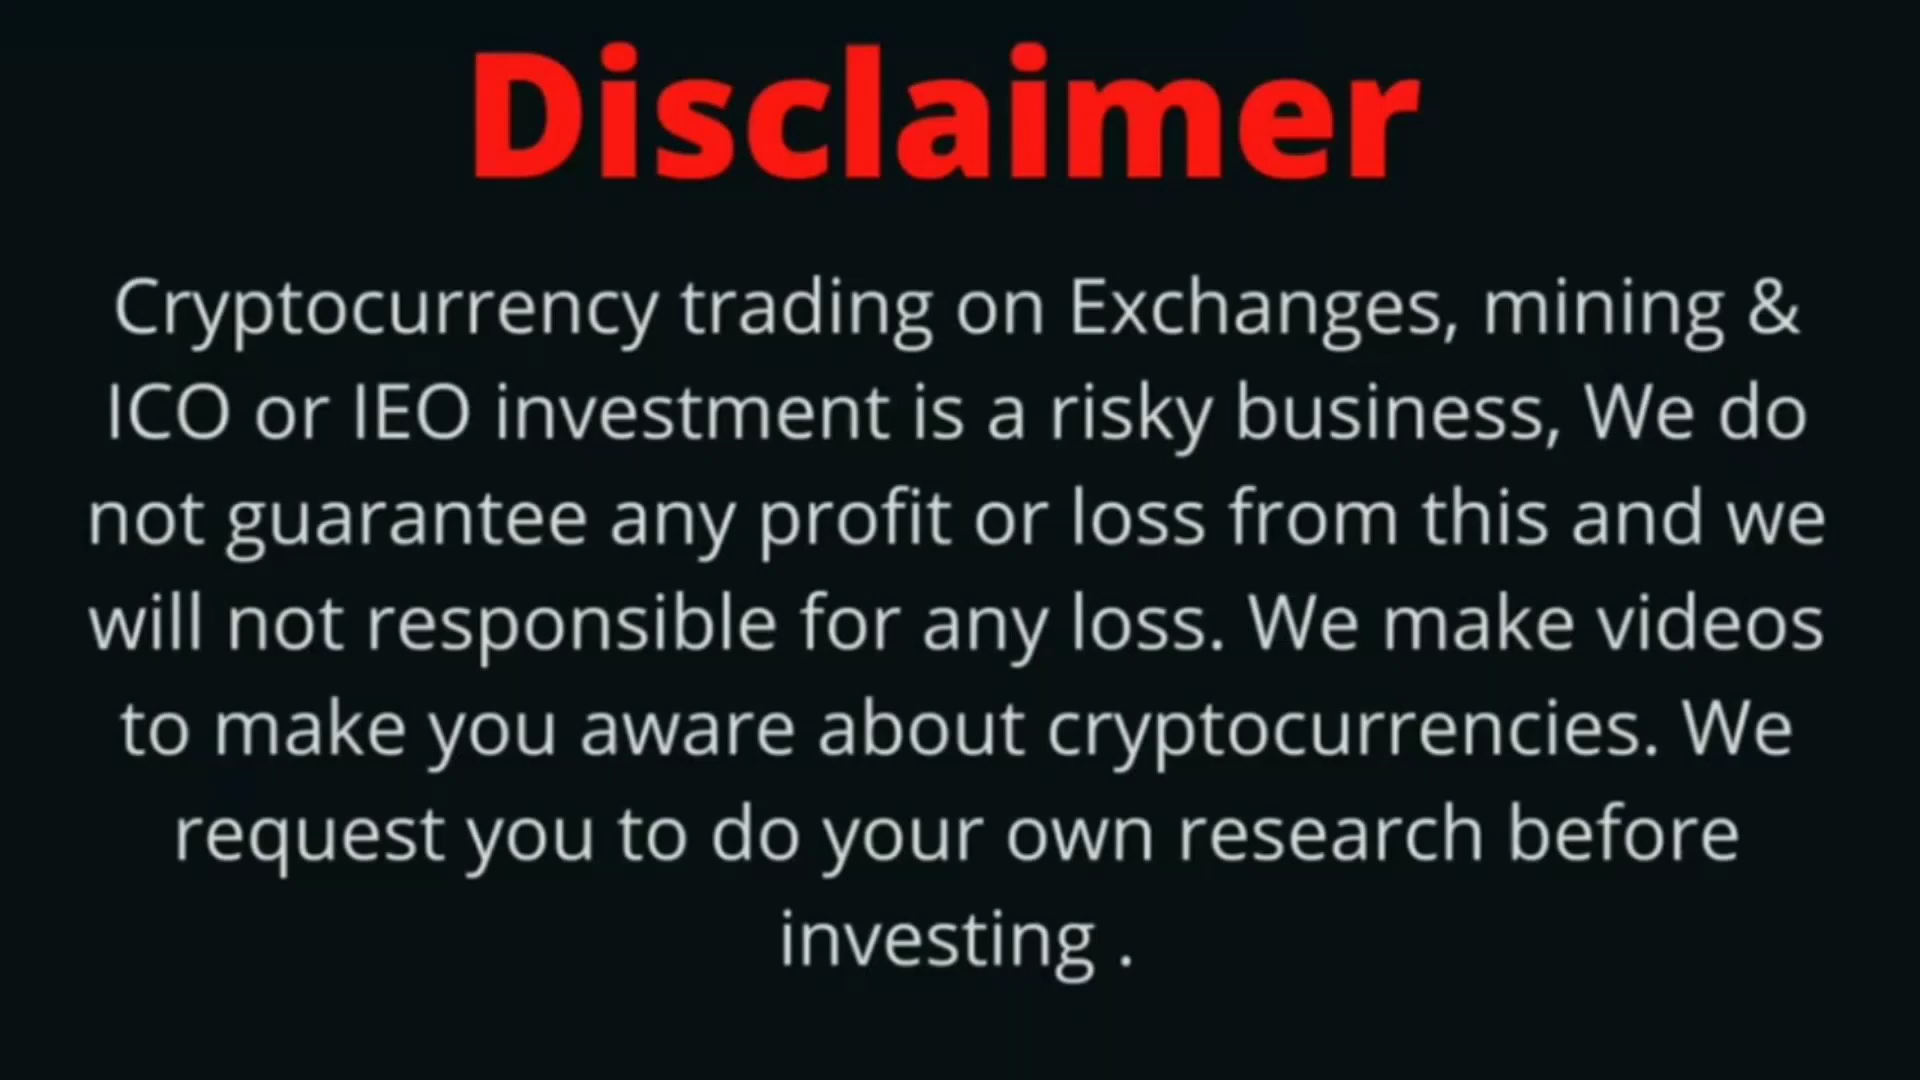 Disclaimer
Cryptocurrency trading on Exchanges, mining &
ICO or IEO investment is a risky business, We do
not guarantee any profit or loss from this and we
will not responsible for any loss. We make videos
to make you aware about cryptocurrencies. We
request you to do your own research before
investing .